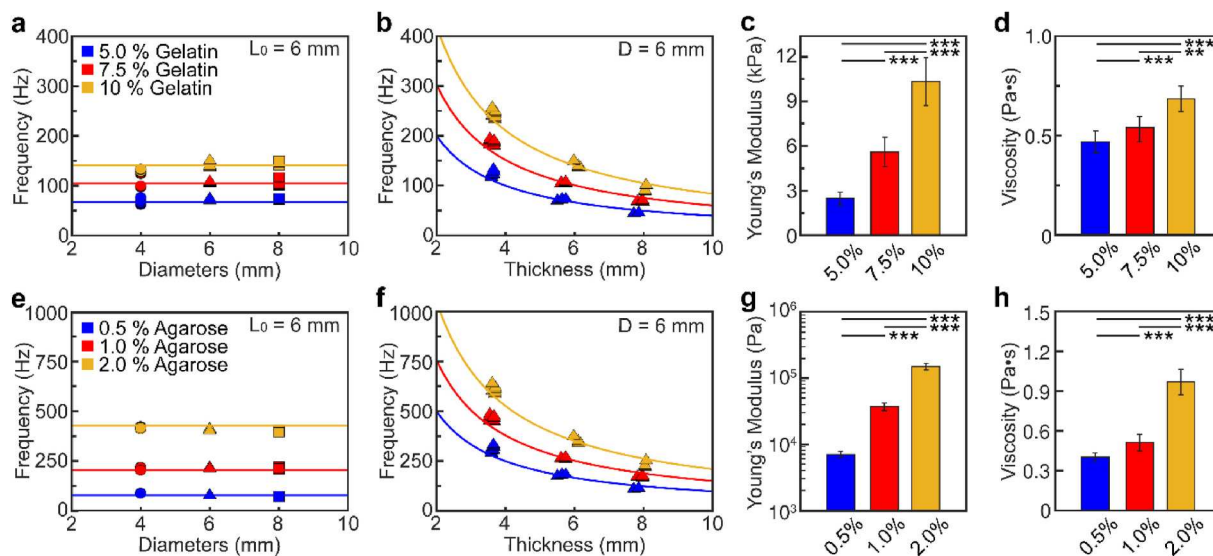 a
L₀ = 6 mm
5.0 % Gelatin
7.5 % Gelatin
10 % Gelatin
Frequency (Hz)
400
300
200
100
0
2 4 6 8 10
Diameters (mm)
b
D = 6 mm
Frequency (Hz)
400
300
200
100
0
2 4 6 8 10
Thickness (mm)
c
Young's Modulus (kPa)
12
9
6
3
0
***
***
***
5.0% 7.5% 10%
d
Viscosity (Pa•s)
1.0
0.5
0
***
**
***
5.0% 7.5% 10%
e
L₀ = 6 mm
0.5 % Agarose
1.0 % Agarose
2.0 % Agarose
Frequency (Hz)
1000
750
500
250
0
2 4 6 8 10
Diameters (mm)
f
D = 6 mm
Frequency (Hz)
1000
750
500
250
0
2 4 6 8 10
Thickness (mm)
g
Young's Modulus (Pa)
10⁶
10⁵
10⁴
10³
***
***
***
0.5% 1.0% 2.0%
h
Viscosity (Pa•s)
1.5
1.2
0.9
0.6
0.3
0
***
***
***
0.5% 1.0% 2.0%